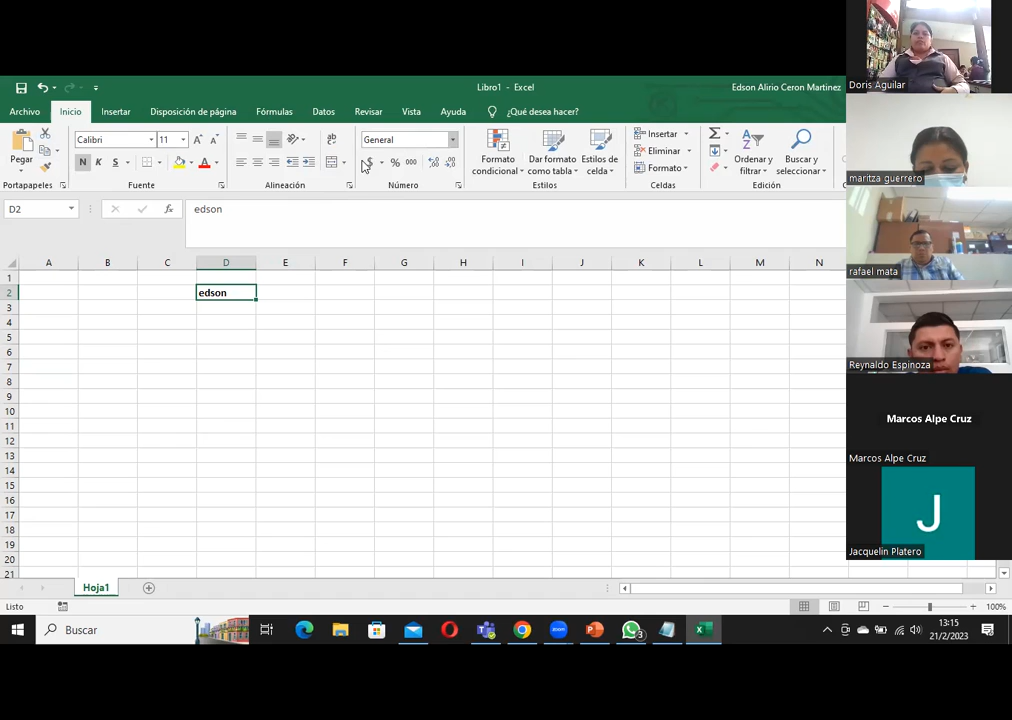 Libro1 - Excel
Edson Alirio Ceron Martinez
Archivo Inicio Insertar Disposición de página Fórmulas Datos Revisar Vista Ayuda ¿Qué desea hacer?
Pegar
Calibri 11
N K S
A A
ab
General
$ % 000
Formato condicional
Dar formato como tabla
Estilos de celda
Insertar
Eliminar
Formato
Ordenar y filtrar
Buscar y seleccionar
Portapapeles Fuente Alineación Número Estilos Celdas Edición
D2 fx edson
A B C D E F G H I J K L M N
1
2 edson
3
4
5
6
7
8
9
10
11
12
13
14
15
16
17
18
19
20
21
Hoja1
Listo
100%
Buscar
3
13:15
21/2/2023
Doris Aguilar
maritza guerrero
rafael mata
Reynaldo Espinoza
Marcos Alpe Cruz
Marcos Alpe Cruz
J
Jacquelin Platero